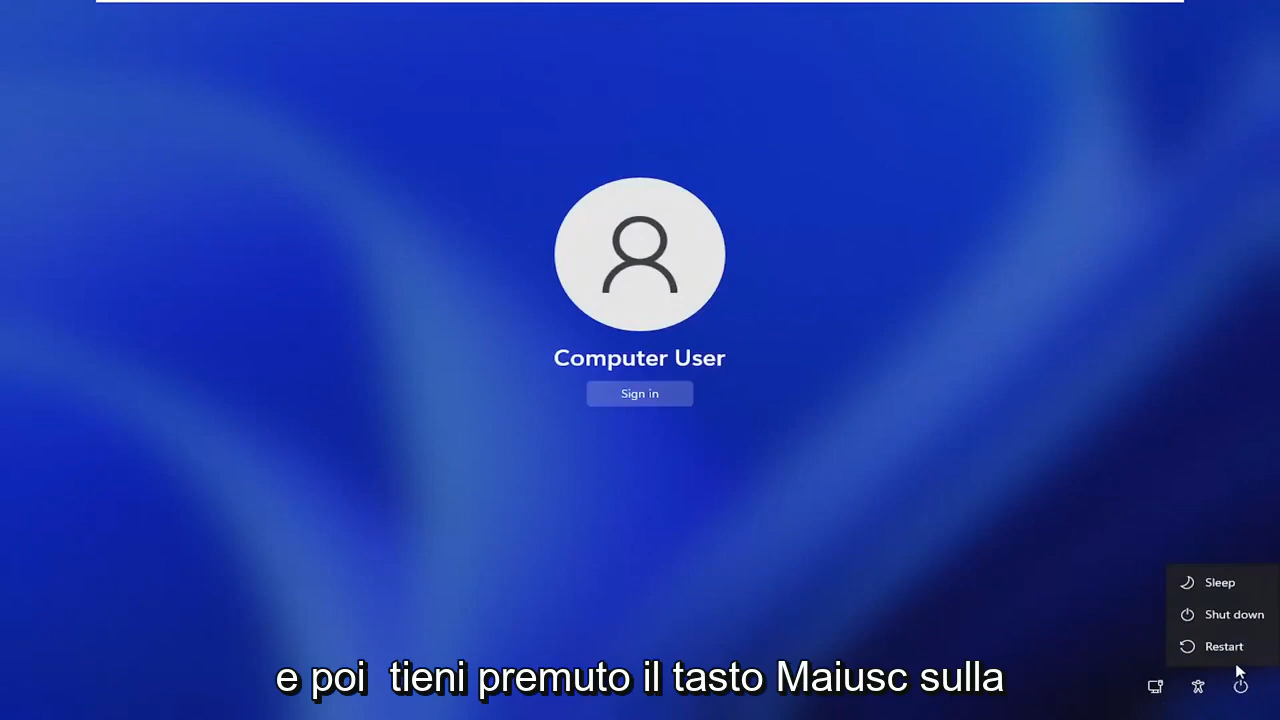 Computer User
Sign in
Sleep
Shut down
Restart
e poi  tieni premuto il tasto Maiusc sulla